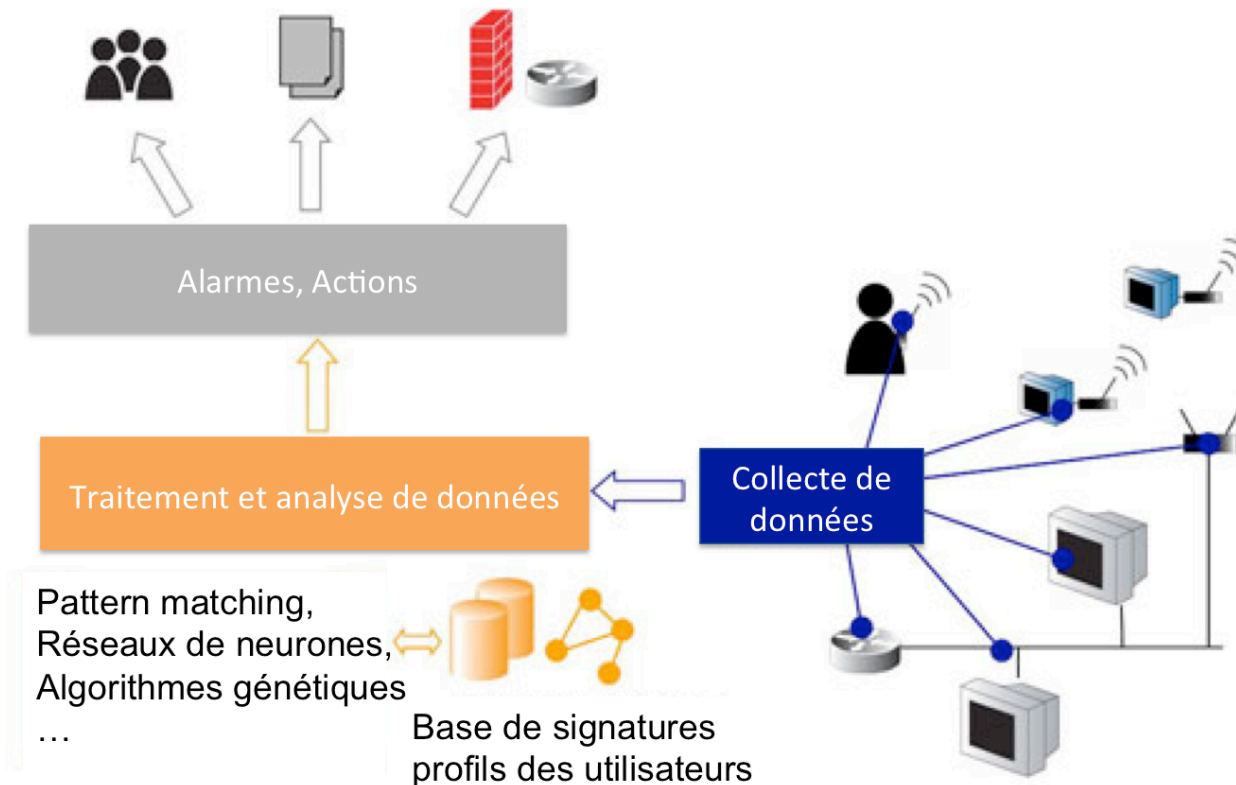 Alarmes, Actions
Traitement et analyse de données
Collecte de
données
Pattern matching,
Réseaux de neurones,
Algorithmes génétiques
…
Base de signatures
profils des utilisateurs